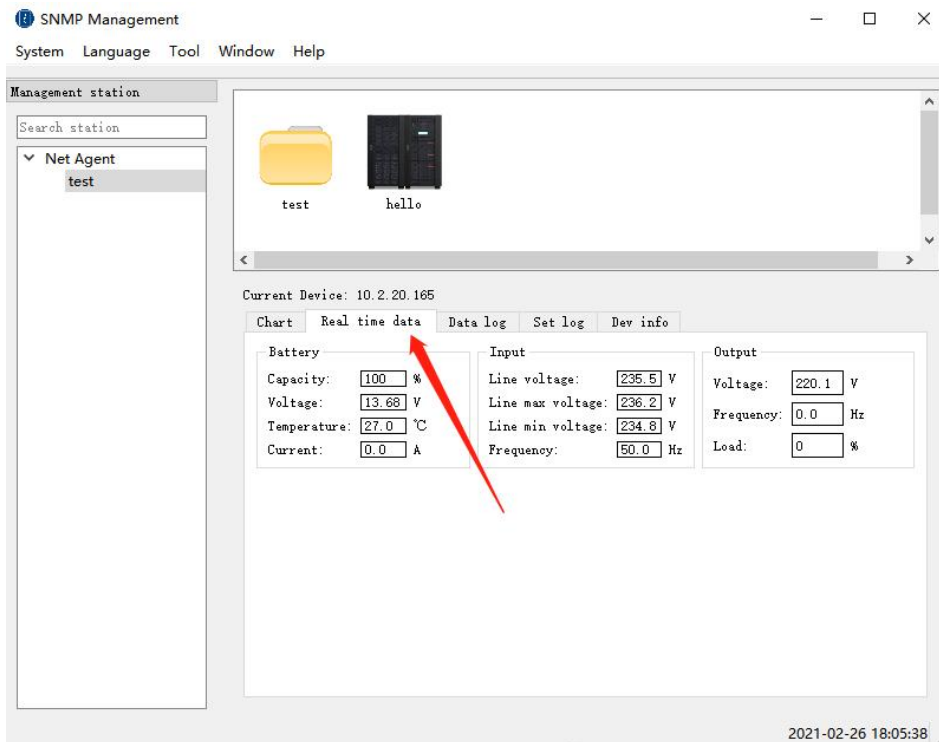 SNMP Management
System Language Tool Window Help
Management station
Search station
Net Agent
test
test hello
Current Device: 10.2.20.165
Chart Real time data Data log Set log Dev info
Battery Input Output
Capacity: 100 % Line voltage: 235.5 V Voltage: 220.1 V
Voltage: 13.68 V Line max voltage: 236.2 V Frequency: 0.0 Hz
Temperature: 27.0 ℃ Line min voltage: 234.8 V Load: 0 %
Current: 0.0 A Frequency: 50.0 Hz
2021-02-26 18:05:38